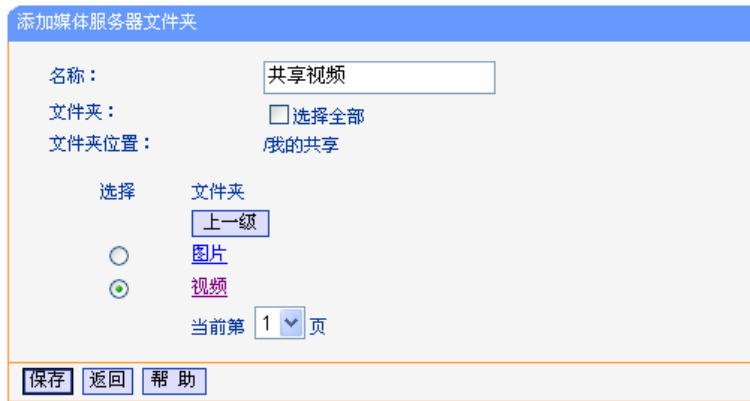 添加媒体服务器文件夹
名称： 共享视频
文件夹： 选择全部
文件夹位置： /我的共享
选择 文件夹
上一级
图片
视频
当前第 1 页
保存 返回 帮 助